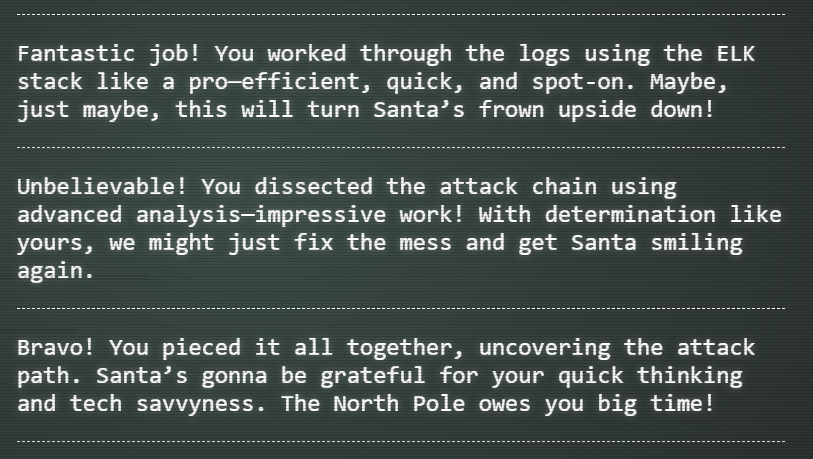 Fantastic job! You worked through the logs using the ELK
stack like a pro—efficient, quick, and spot-on. Maybe,
just maybe, this will turn Santa’s frown upside down!
Unbelievable! You dissected the attack chain using
advanced analysis—impressive work! With determination like
yours, we might just fix the mess and get Santa smiling
again.
Bravo! You pieced it all together, uncovering the attack
path. Santa’s gonna be grateful for your quick thinking
and tech savvyness. The North Pole owes you big time!